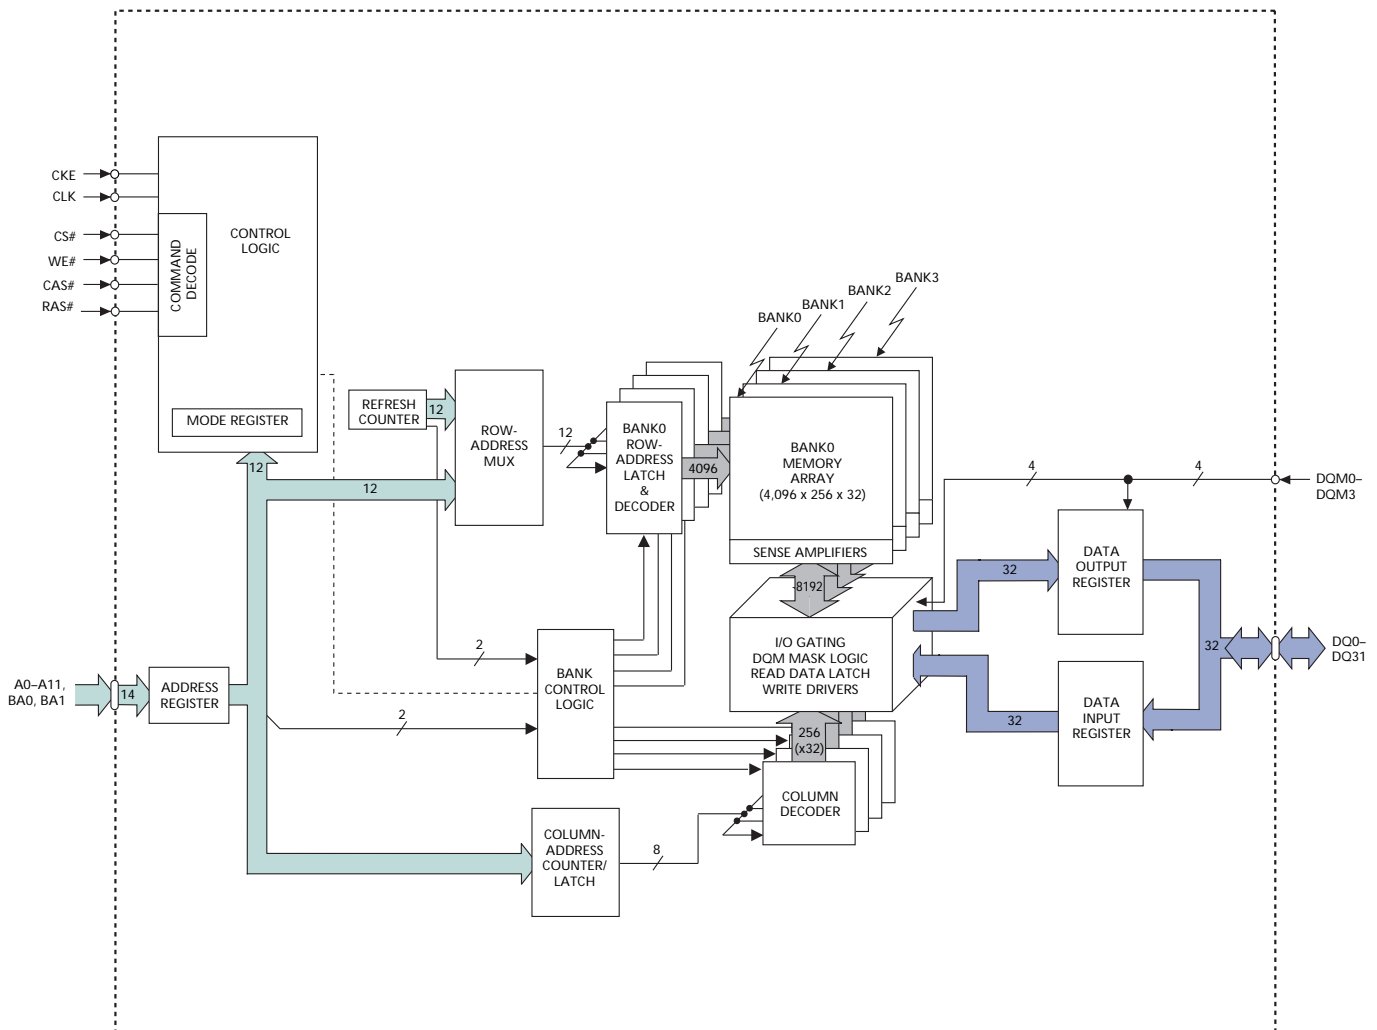 CKE
CLK
CS#
WE#
CAS#
RAS#
COMMAND
DECODE
CONTROL
LOGIC
MODE REGISTER
12
12
REFRESH
COUNTER
12
ROW-
ADDRESS
MUX
12
BANK0
ROW-
ADDRESS
LATCH
&
DECODER
4096
BANK0
BANK1
BANK2
BANK3
BANK0
MEMORY
ARRAY
(4,096 x 256 x 32)
SENSE AMPLIFIERS
8192
I/O GATING
DQM MASK LOGIC
READ DATA LATCH
WRITE DRIVERS
256
(x32)
COLUMN
DECODER
2
2
BANK
CONTROL
LOGIC
A0–A11,
BA0, BA1
14
ADDRESS
REGISTER
COLUMN-
ADDRESS
COUNTER/
LATCH
8
4
4
DQM0–
DQM3
32
DATA
OUTPUT
REGISTER
32
DQ0–
DQ31
32
DATA
INPUT
REGISTER